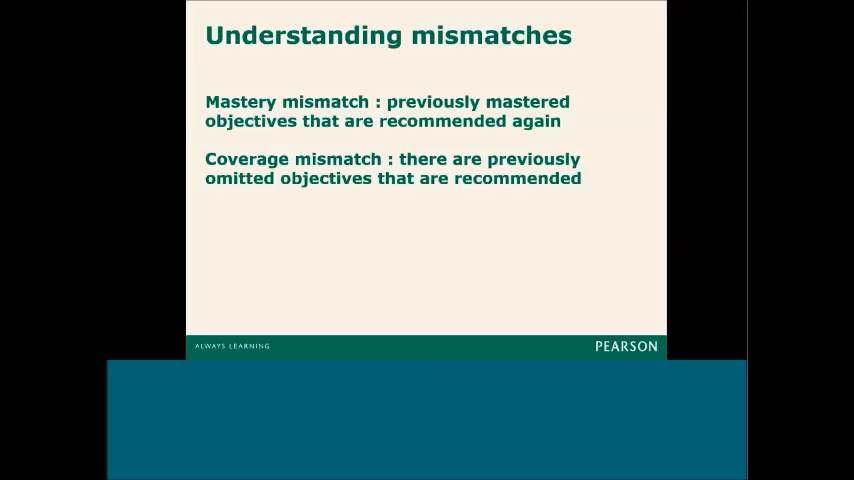 Understanding mismatches
Mastery mismatch : previously mastered
objectives that are recommended again
Coverage mismatch : there are previously
omitted objectives that are recommended
ALWAYS LEARNING
PEARSON